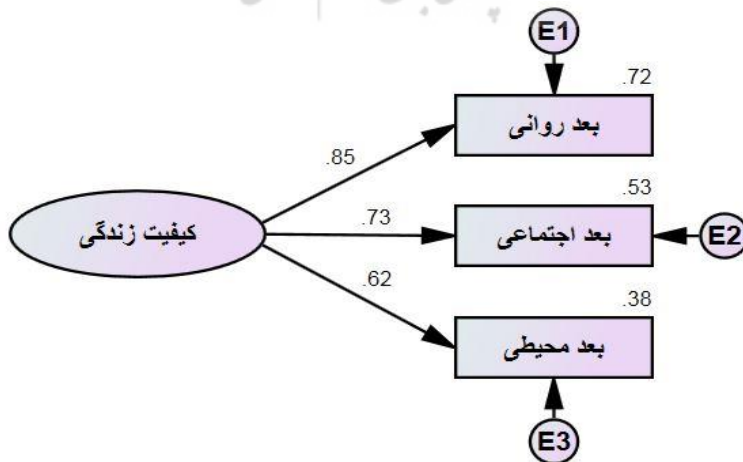 E1
.72
بعد روانی
.85
.53
کیفیت زندگی
.73
بعد اجتماعی
E2
.62
.38
بعد محیطی
E3